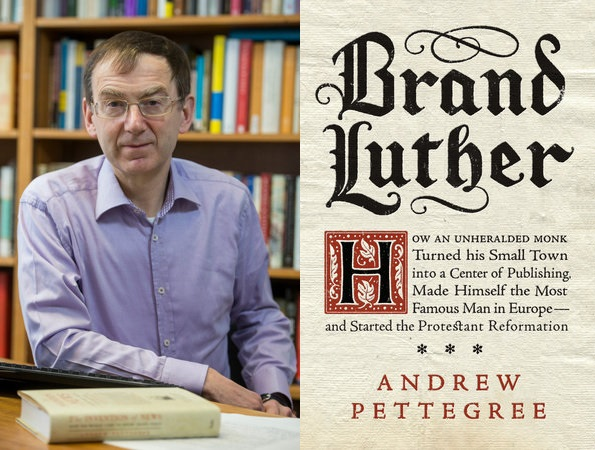 THE INVENTION OF NEWS
Brand
Luther
HOW AN UNHERALDED MONK
Turned his Small Town
into a Center of Publishing,
Made Himself the Most
Famous Man in Europe—
and Started the Protestant Reformation
* * *
ANDREW
PETTEGREE